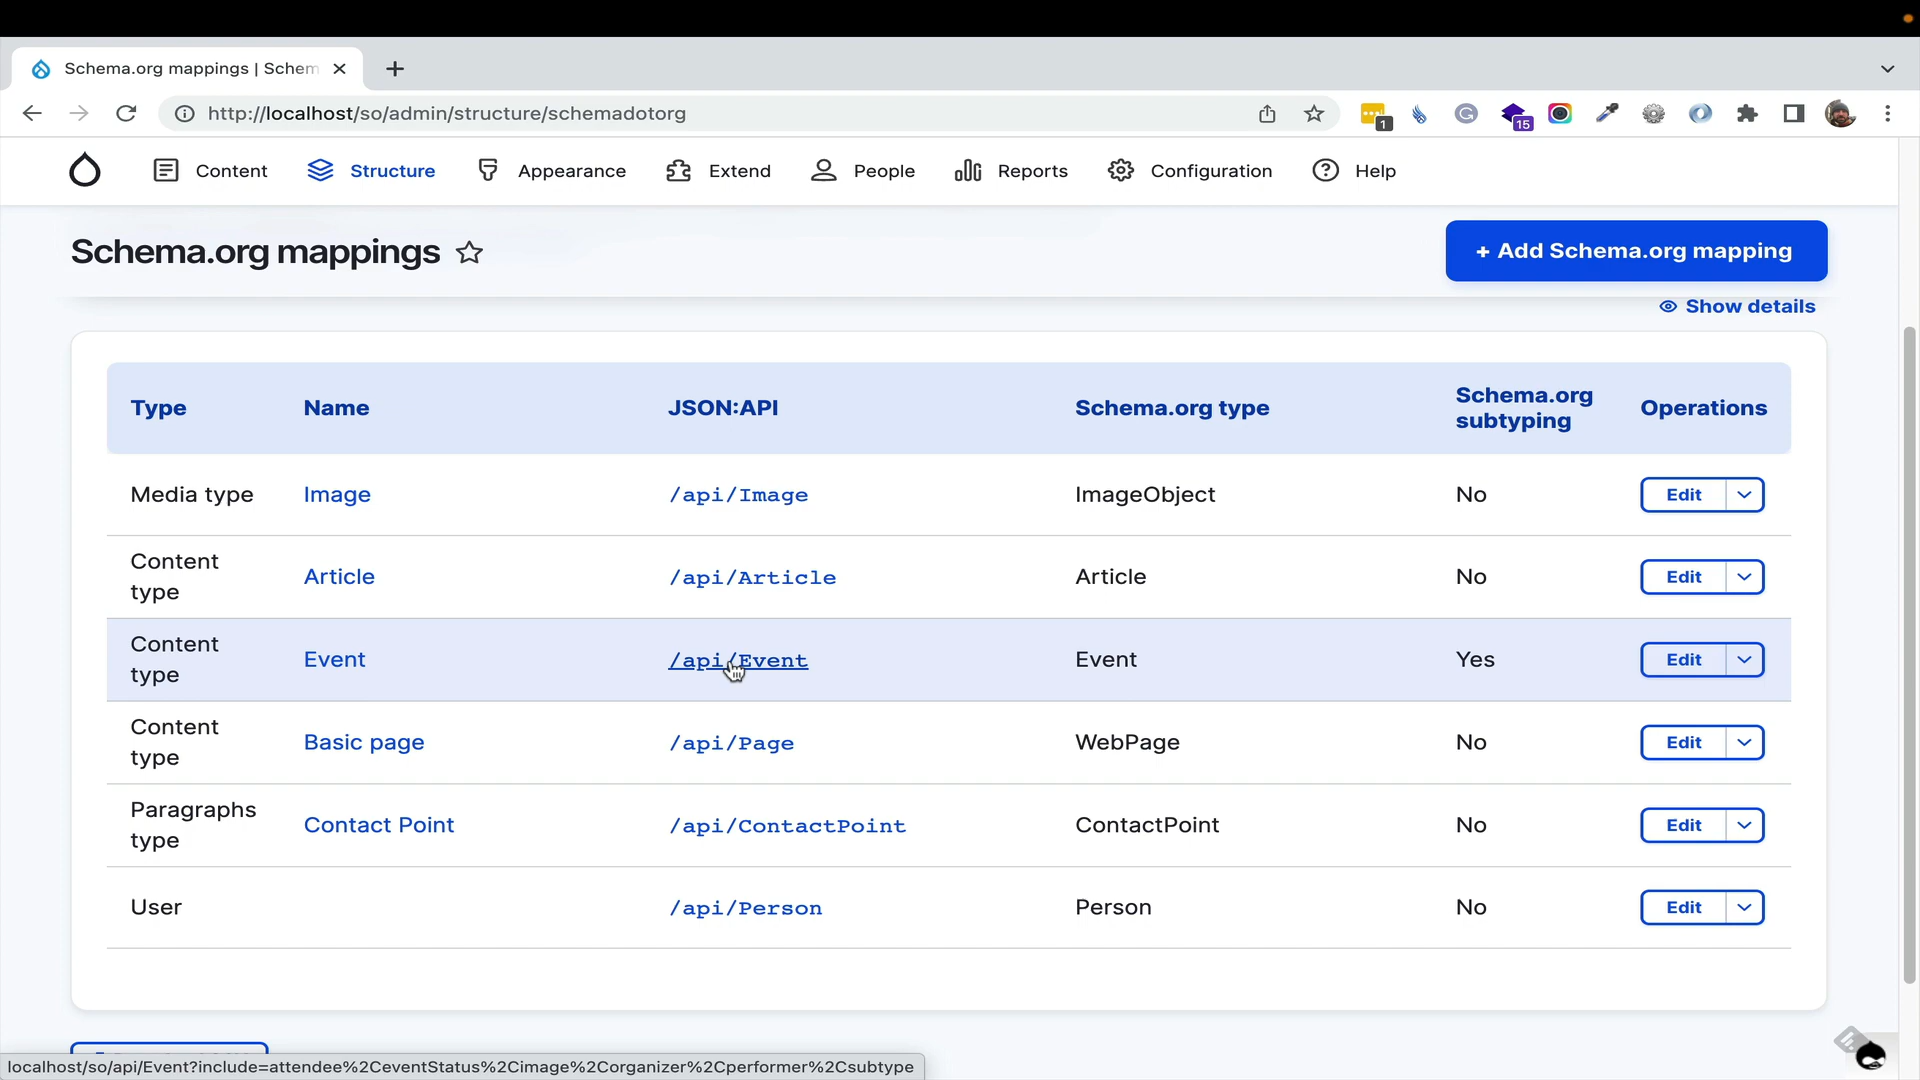 Schema.org mappings | Schem
http://localhost/so/admin/structure/schemadotorg
1
15
Content
Structure
Appearance
Extend
People
Reports
Configuration
Help
Schema.org mappings
+ Add Schema.org mapping
Show details
Type Name JSON:API Schema.org type Schema.org subtyping Operations
Media type Image /api/Image ImageObject No Edit
Content type Article /api/Article Article No Edit
Content type Event /api/Event Event Yes Edit
Content type Basic page /api/Page WebPage No Edit
Paragraphs type Contact Point /api/ContactPoint ContactPoint No Edit
User /api/Person Person No Edit
localhost/so/api/Event?include=attendee%2CeventStatus%2Cimage%2Corganizer%2Cperformer%2Csubtype